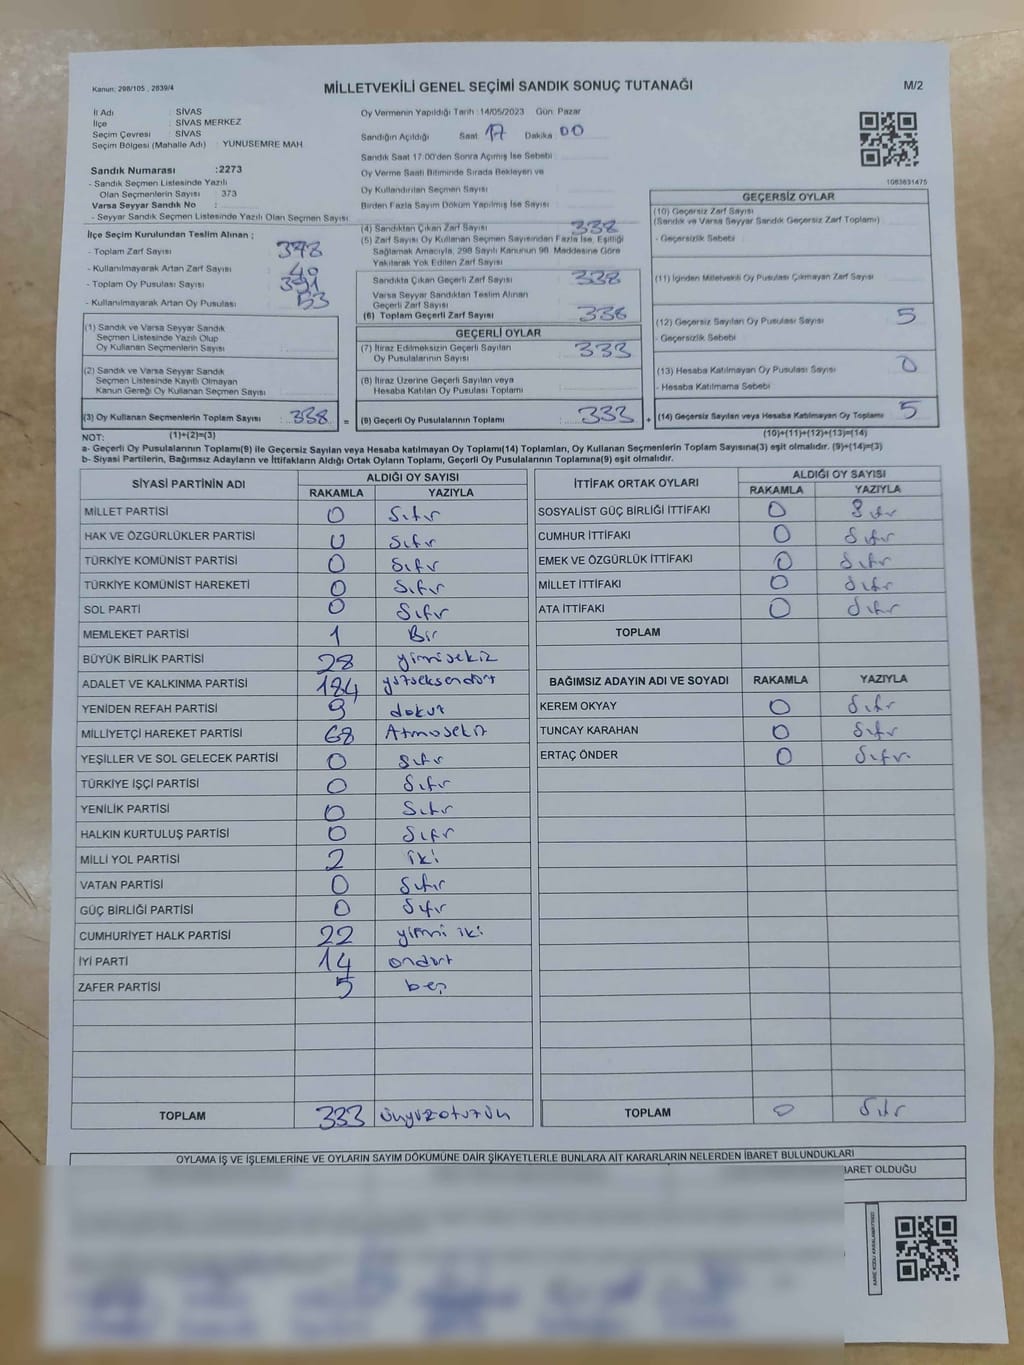 Kanun: 298/105 , 2839/4
MİLLETVEKİLİ GENEL SEÇİMİ SANDIK SONUÇ TUTANAĞI
M/2
İl Adı : SİVAS
İlçe : SİVAS MERKEZ
Seçim Çevresi : SİVAS
Seçim Bölgesi (Mahalle Adı) : YUNUSEMRE MAH.
Sandık Numarası :2273
- Sandık Seçmen Listesinde Yazılı
Olan Seçmenlerin Sayısı : 373
Varsa Seyyar Sandık No :
- Seyyar Sandık Seçmen Listesinde Yazılı Olan Seçmen Sayısı
Oy Vermenin Yapıldığı Tarih : 14/05/2023 Gün: Pazar
Sandığın Açıldığı Saat 17 Dakika : 00
Sandık Saat 17.00'den Sonra Açılmış İse Sebebi :
Oy Verme Saati Bitiminde Sırada Bekleyen ve
Oy Kullandırılan Seçmen Sayısı :
Birden Fazla Sayım Döküm Yapılmış İse Sayısı :
1083631475
İlçe Seçim Kurulundan Teslim Alınan ;
- Toplam Zarf Sayısı : 378
- Kullanılmayarak Artan Zarf Sayısı : 40
- Toplam Oy Pusulası Sayısı : 391
- Kullanılmayarak Artan Oy Pusulası : 53
(4) Sandıktan Çıkan Zarf Sayısı : 338
(5) Zarf Sayısı Oy Kullanan Seçmen Sayısından Fazla İse, Eşitliği
Sağlamak Amacıyla, 298 Sayılı Kanunun 98. Maddesine Göre
Yakılarak Yok Edilen Zarf Sayısı
Sandıkta Çıkan Geçerli Zarf Sayısı : 338
Varsa Seyyar Sandıktan Teslim Alınan
Geçerli Zarf Sayısı
(6) Toplam Geçerli Zarf Sayısı : 338
GEÇERSİZ OYLAR
(10) Geçersiz Zarf Sayısı
(Sandık ve Varsa Seyyar Sandık Geçersiz Zarf Toplamı)
- Geçersizlik Sebebi
(11) İçinden Milletvekili Oy Pusulası Çıkmayan Zarf Sayısı
(12) Geçersiz Sayılan Oy Pusulası Sayısı : 5
- Geçersizlik Sebebi
(13) Hesaba Katılmayan Oy Pusulası Sayısı : 0
- Hesaba Katılmama Sebebi
(14) Geçersiz Sayılan veya Hesaba Katılmayan Oy Toplamı : 5
(10)+(11)+(12)+(13)=(14)
(1) Sandık ve Varsa Seyyar Sandık
Seçmen Listesinde Yazılı Olup
Oy Kullanan Seçmenlerin Sayısı
(2) Sandık ve Varsa Seyyar Sandık
Seçmen Listesinde Kayıtlı Olmayan
Kanun Gereği Oy Kullanan Seçmen Sayısı
(3) Oy Kullanan Seçmenlerin Toplam Sayısı : 338 =
(1)+(2)=(3)
GEÇERLİ OYLAR
(7) İtiraz Edilmeksizin Geçerli Sayılan
Oy Pusulalarının Sayısı : 333
(8) İtiraz Üzerine Geçerli Sayılan veya
Hesaba Katılan Oy Pusulası Toplamı
(9) Geçerli Oy Pusulalarının Toplamı : 333 +
NOT:
a- Geçerli Oy Pusulalarının Toplamı(9) ile Geçersiz Sayılan veya Hesaba katılmayan Oy Toplamı(14) Toplamları, Oy Kullanan Seçmenlerin Toplam Sayısına(3) eşit olmalıdır. (9)+(14)=(3)
b- Siyasi Partilerin, Bağımsız Adayların ve İttifakların Aldığı Ortak Oyların Toplamı, Geçerli Oy Pusulalarının Toplamına(9) eşit olmalıdır.
SİYASİ PARTİNİN ADI ALDIĞI OY SAYISI
RAKAMLA YAZIYLA
MİLLET PARTİSİ 0 Sıfır
HAK VE ÖZGÜRLÜKLER PARTİSİ 0 Sıfır
TÜRKİYE KOMÜNİST PARTİSİ 0 Sıfır
TÜRKİYE KOMÜNİST HAREKETİ 0 Sıfır
SOL PARTİ 0 Sıfır
MEMLEKET PARTİSİ 1 Bir
BÜYÜK BİRLİK PARTİSİ 28 yirmisekiz
ADALET VE KALKINMA PARTİSİ 184 yüzseksendört
YENİDEN REFAH PARTİSİ 9 dokuz
MİLLİYETÇİ HAREKET PARTİSİ 68 Atmısekiz
YEŞİLLER VE SOL GELECEK PARTİSİ 0 Sıfır
TÜRKİYE İŞÇİ PARTİSİ 0 Sıfır
YENİLİK PARTİSİ 0 Sıfır
HALKIN KURTULUŞ PARTİSİ 0 Sıfır
MİLLİ YOL PARTİSİ 2 iki
VATAN PARTİSİ 0 Sıfır
GÜÇ BİRLİĞİ PARTİSİ 0 Sıfır
CUMHURİYET HALK PARTİSİ 22 yirmi iki
İYİ PARTİ 14 ondört
ZAFER PARTİSİ 5 beş
TOPLAM 333 üçyüzotuzüç
İTTİFAK ORTAK OYLARI ALDIĞI OY SAYISI
RAKAMLA YAZIYLA
SOSYALİST GÜÇ BİRLİĞİ İTTİFAKI 0 Sıfır
CUMHUR İTTİFAKI 0 Sıfır
EMEK VE ÖZGÜRLÜK İTTİFAKI 0 Sıfır
MİLLET İTTİFAKI 0 Sıfır
ATA İTTİFAKI 0 Sıfır
TOPLAM
BAĞIMSIZ ADAYIN ADI VE SOYADI RAKAMLA YAZIYLA
KEREM OKYAY 0 Sıfır
TUNCAY KARAHAN 0 Sıfır
ERTAÇ ÖNDER 0 Sıfır
TOPLAM 0 Sıfır
OYLAMA İŞ VE İŞLEMLERİNE VE OYLARIN SAYIM DÖKÜMÜNE DAİR ŞİKAYETLERLE BUNLARA AİT KARARLARIN NELERDEN İBARET BULUNDUKLARI
İBARET OLDUĞU